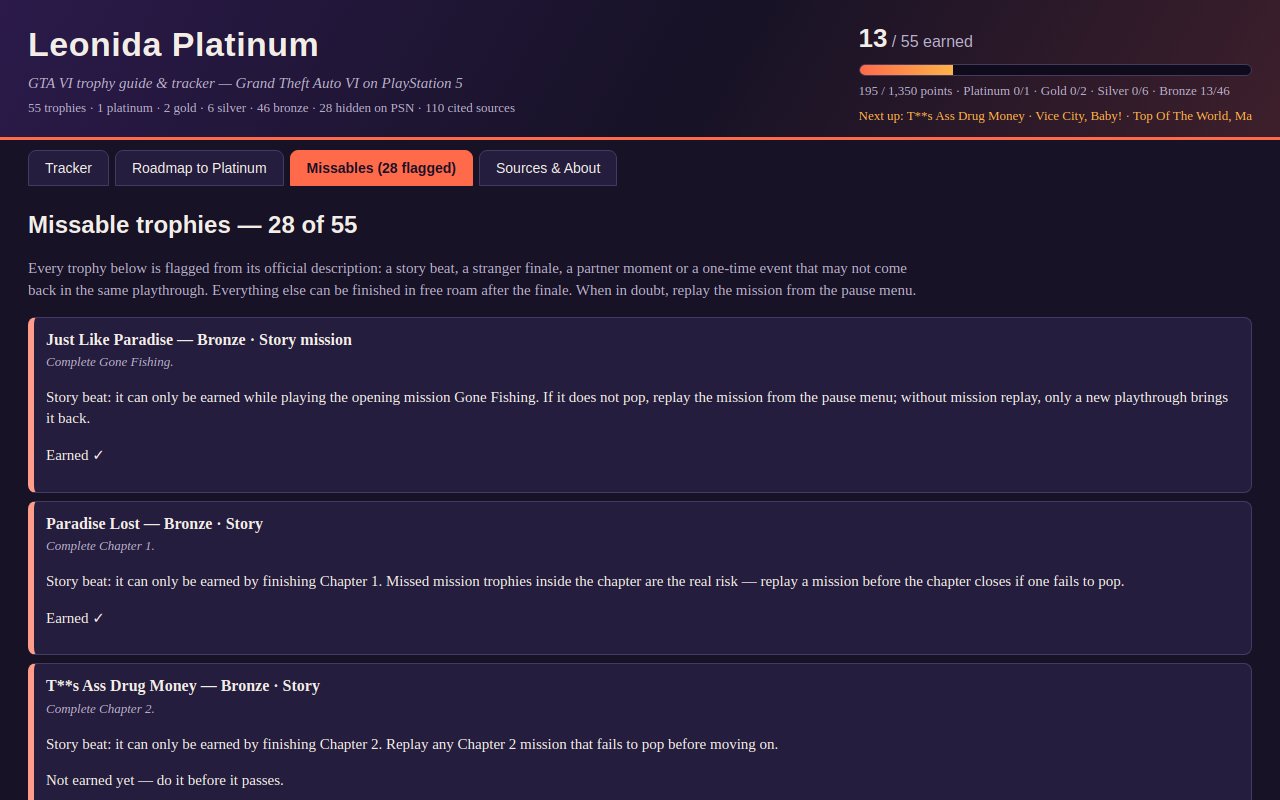 Leonida Platinum
GTA VI trophy guide & tracker — Grand Theft Auto VI on PlayStation 5
55 trophies · 1 platinum · 2 gold · 6 silver · 46 bronze · 28 hidden on PSN · 110 cited sources
13 / 55 earned
195 / 1,350 points · Platinum 0/1 · Gold 0/2 · Silver 0/6 · Bronze 13/46
Next up: T**s Ass Drug Money · Vice City, Baby! · Top Of The World, Ma
Tracker
Roadmap to Platinum
Missables (28 flagged)
Sources & About
Missable trophies — 28 of 55
Every trophy below is flagged from its official description: a story beat, a stranger finale, a partner moment or a one-time event that may not come
back in the same playthrough. Everything else can be finished in free roam after the finale. When in doubt, replay the mission from the pause menu.
Just Like Paradise — Bronze · Story mission
Complete Gone Fishing.
Story beat: it can only be earned while playing the opening mission Gone Fishing. If it does not pop, replay the mission from the pause menu; without mission replay, only a new playthrough brings
it back.
Earned ✓
Paradise Lost — Bronze · Story
Complete Chapter 1.
Story beat: it can only be earned by finishing Chapter 1. Missed mission trophies inside the chapter are the real risk — replay a mission before the chapter closes if one fails to pop.
Earned ✓
T**s Ass Drug Money — Bronze · Story
Complete Chapter 2.
Story beat: it can only be earned by finishing Chapter 2. Replay any Chapter 2 mission that fails to pop before moving on.
Not earned yet — do it before it passes.